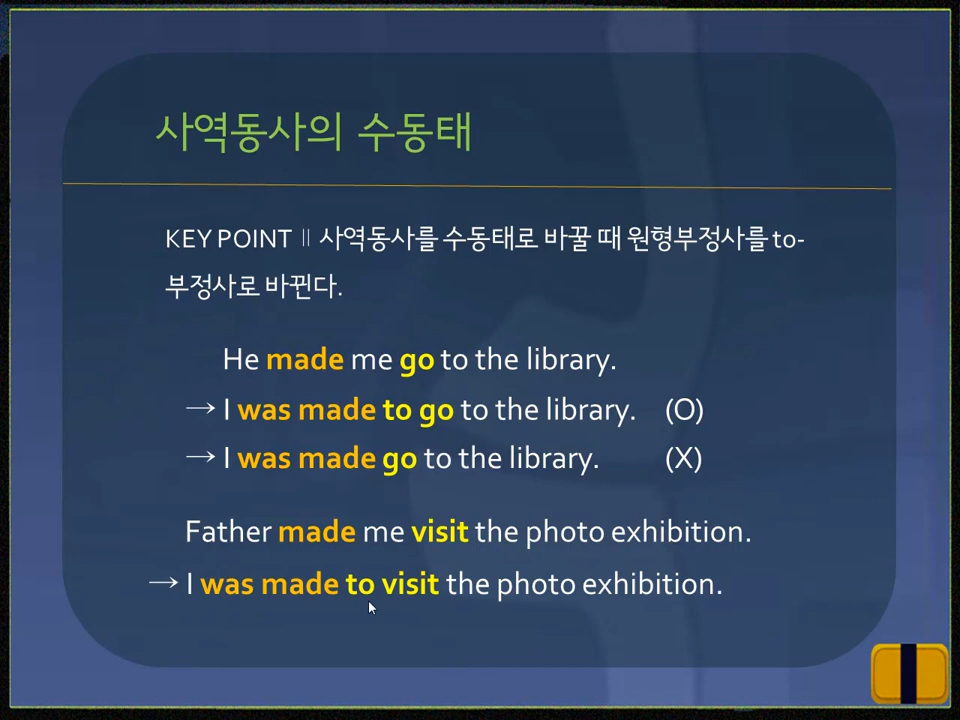 사역동사의 수동태
KEY POINT || 사역동사를 수동태로 바꿀 때 원형부정사를 to-
부정사로 바뀐다.
He made me go to the library.
→ I was made to go to the library. (O)
→ I was made go to the library. (X)
Father made me visit the photo exhibition.
→ I was made to visit the photo exhibition.